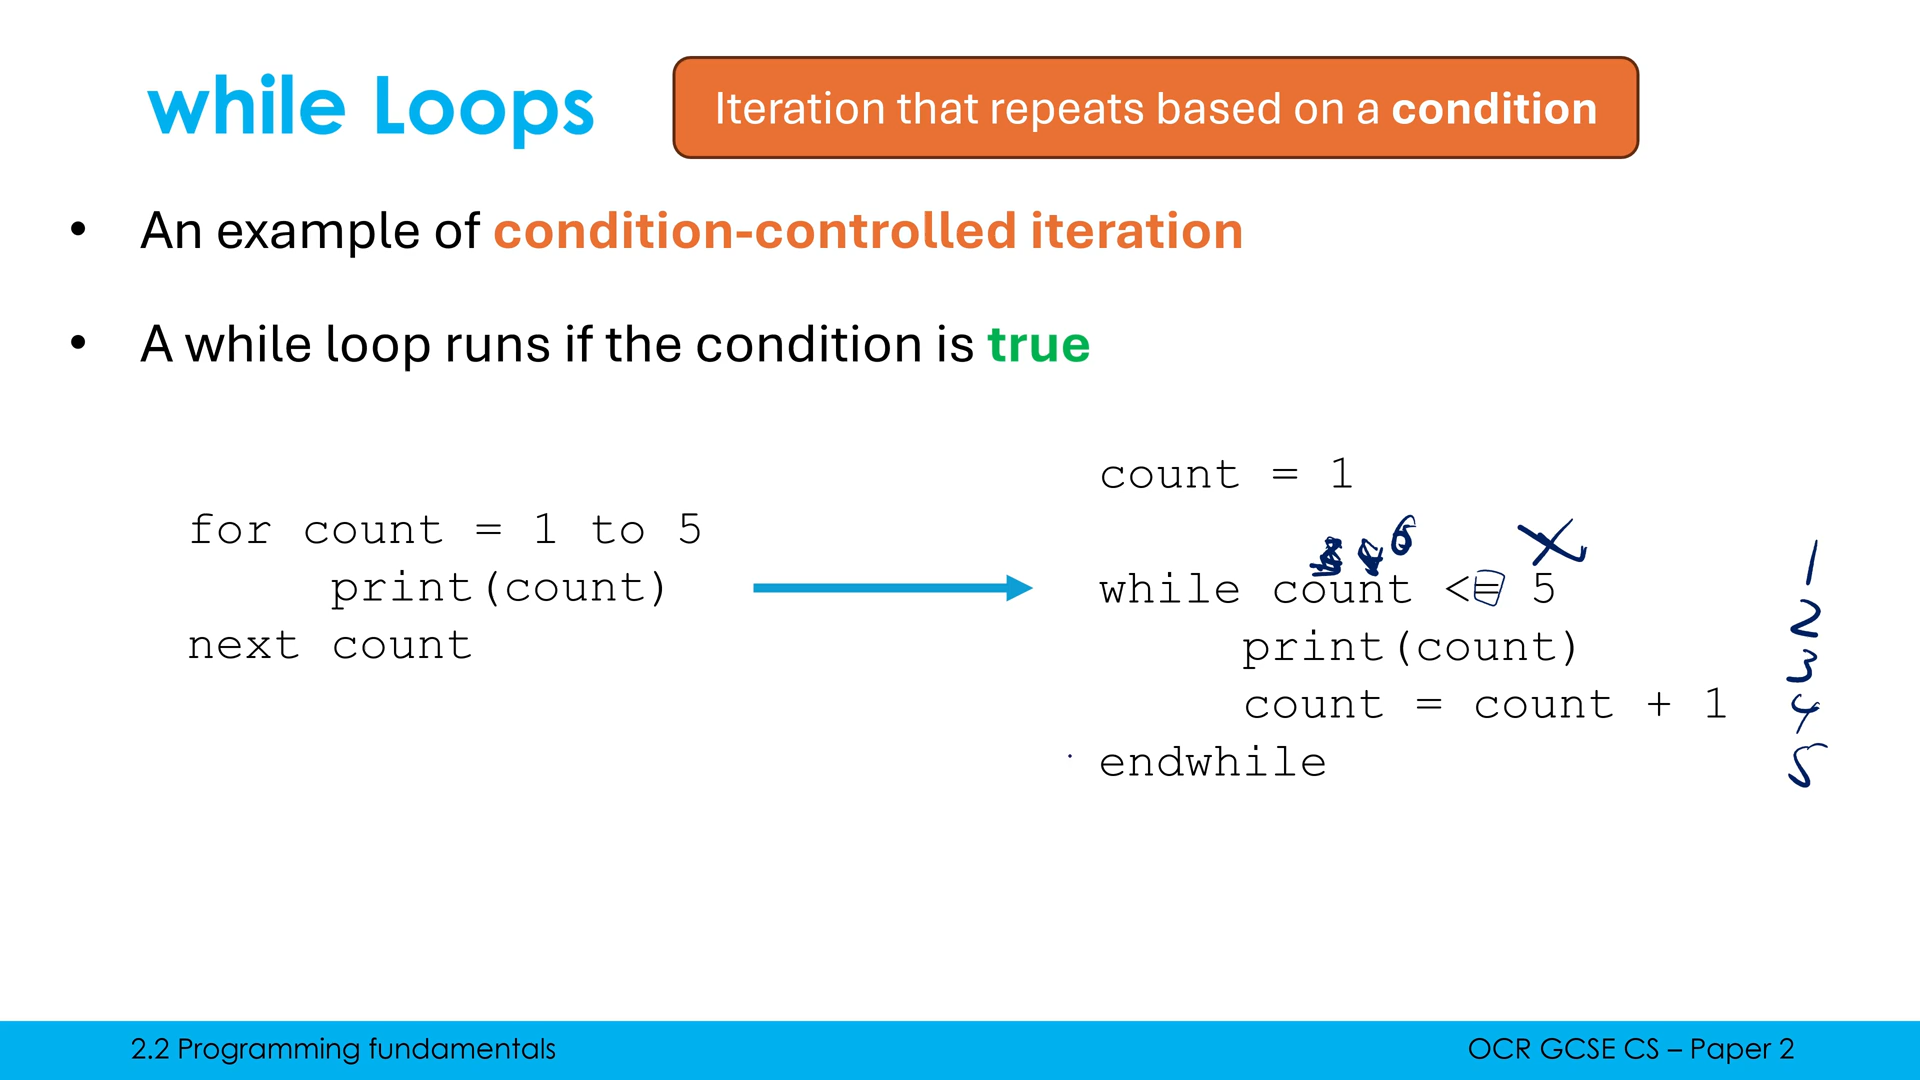 while Loops
Iteration that repeats based on a condition
• An example of condition-controlled iteration
• A while loop runs if the condition is true
for count = 1 to 5
print(count)
next count
count = 1
6
while count <= 5
print(count)
count = count + 1
endwhile
1
2
3
4
5
2.2 Programming fundamentals
OCR GCSE CS – Paper 2